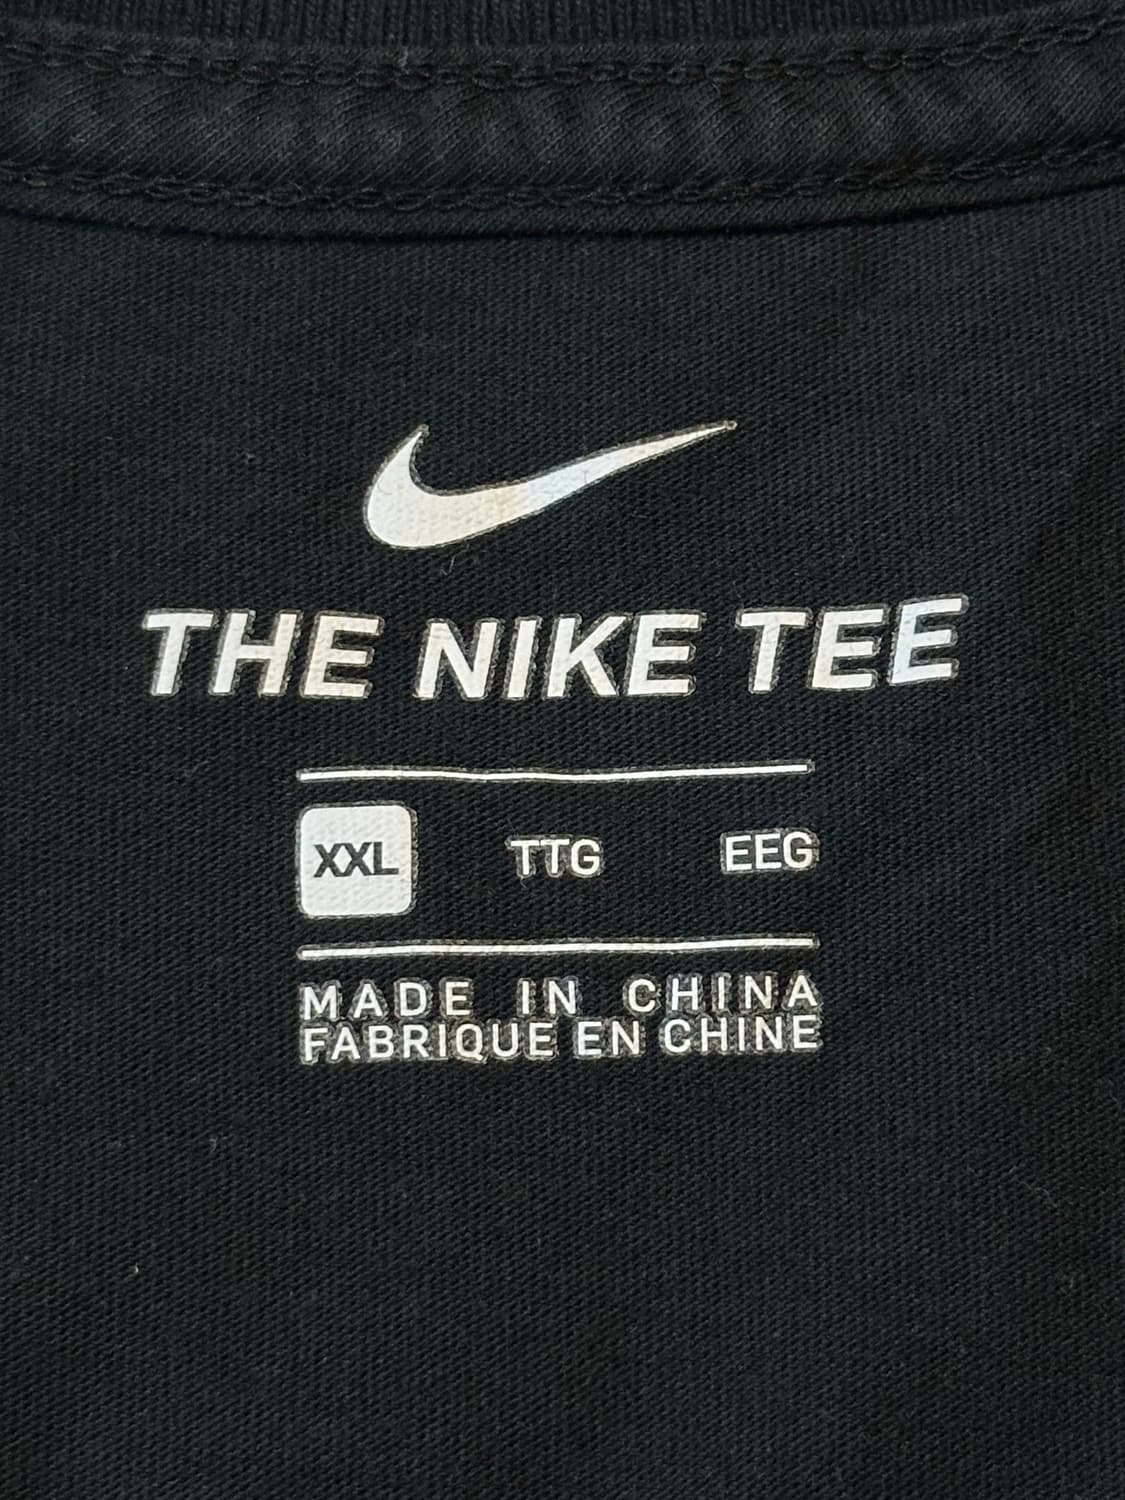 THE NIKE TEE
XXL TTG EEG
MADE IN CHINA
FABRIQUE EN CHINE